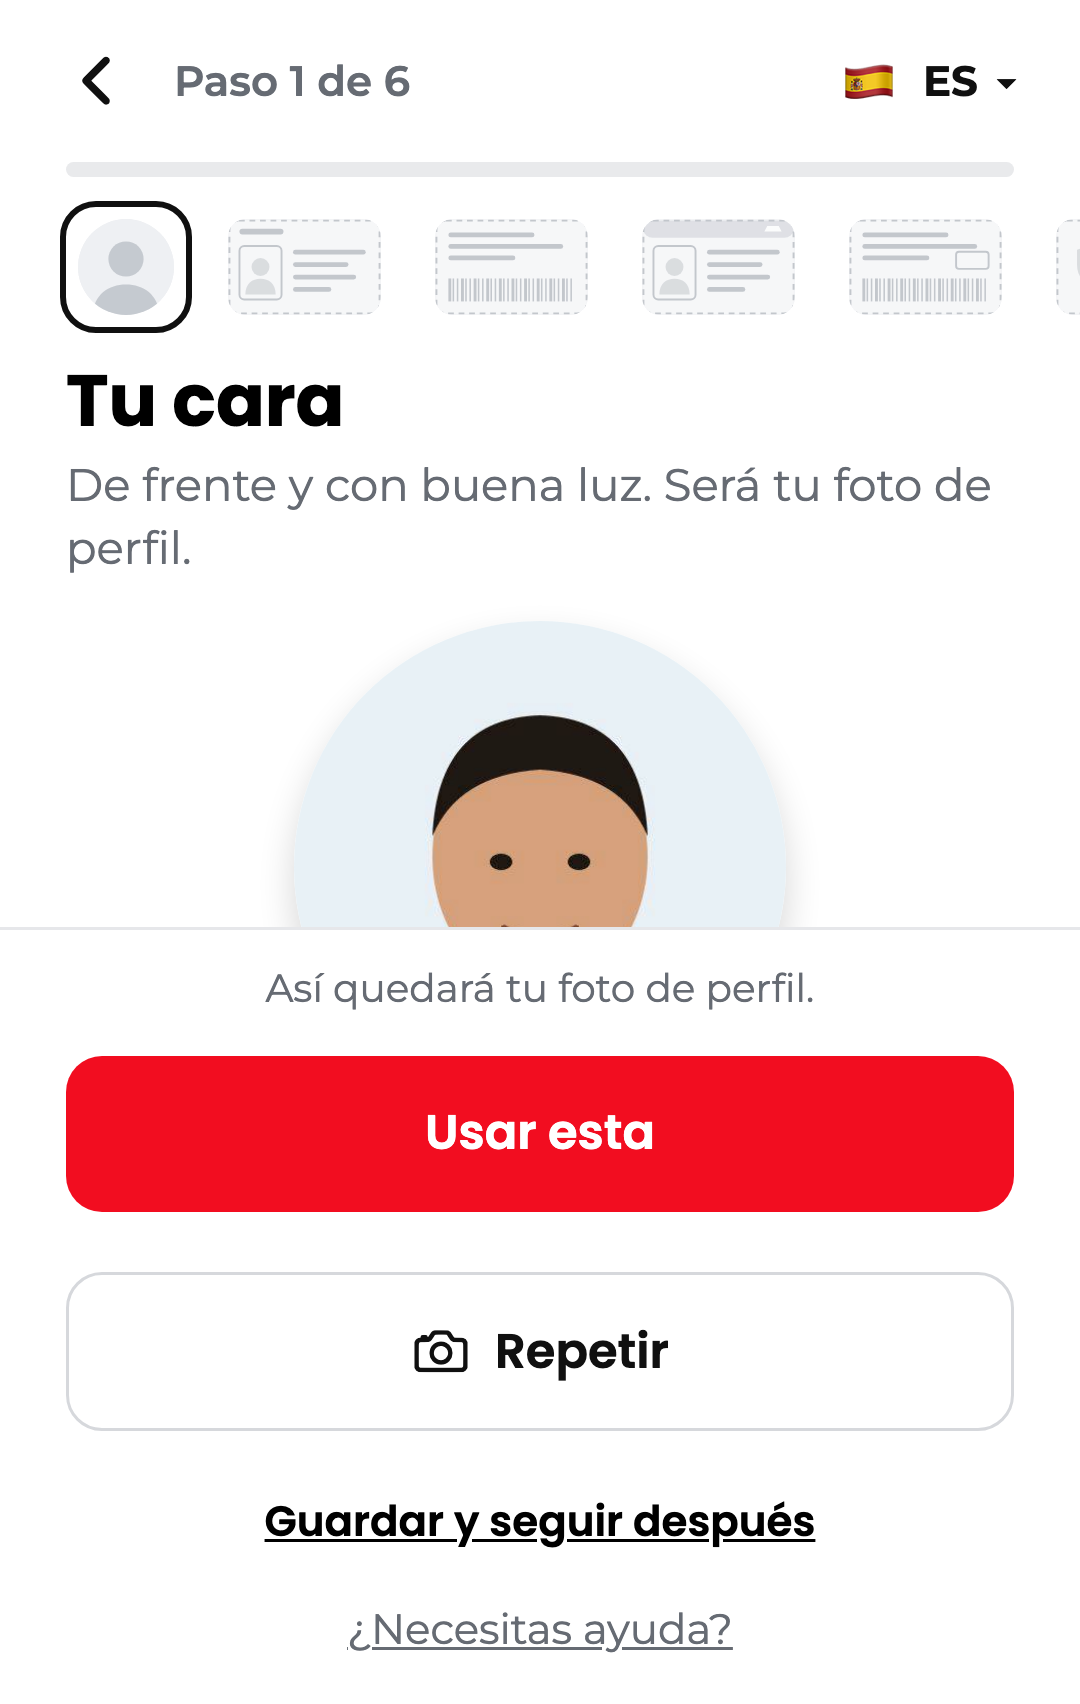 Paso 1 de 6
ES
Tu cara
De frente y con buena luz. Será tu foto de
perfil.
Así quedará tu foto de perfil.
Usar esta
Repetir
Guardar y seguir después
¿Necesitas ayuda?